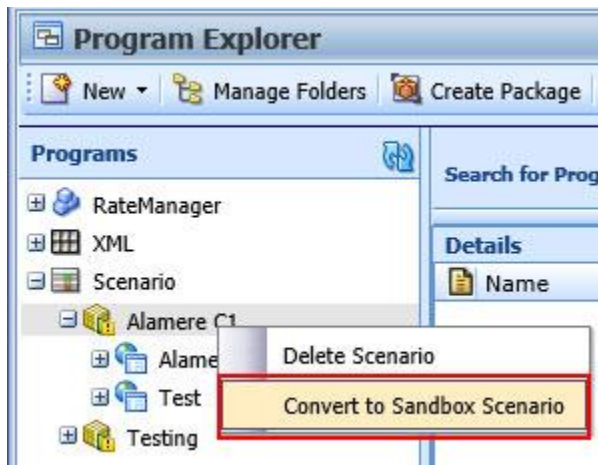 Program Explorer
New Manage Folders Create Package
Programs
Search for Prog
RateManager
XML
Details
Scenario
Name
Alamere C1
Alame
Delete Scenario
Test
Convert to Sandbox Scenario
Testing